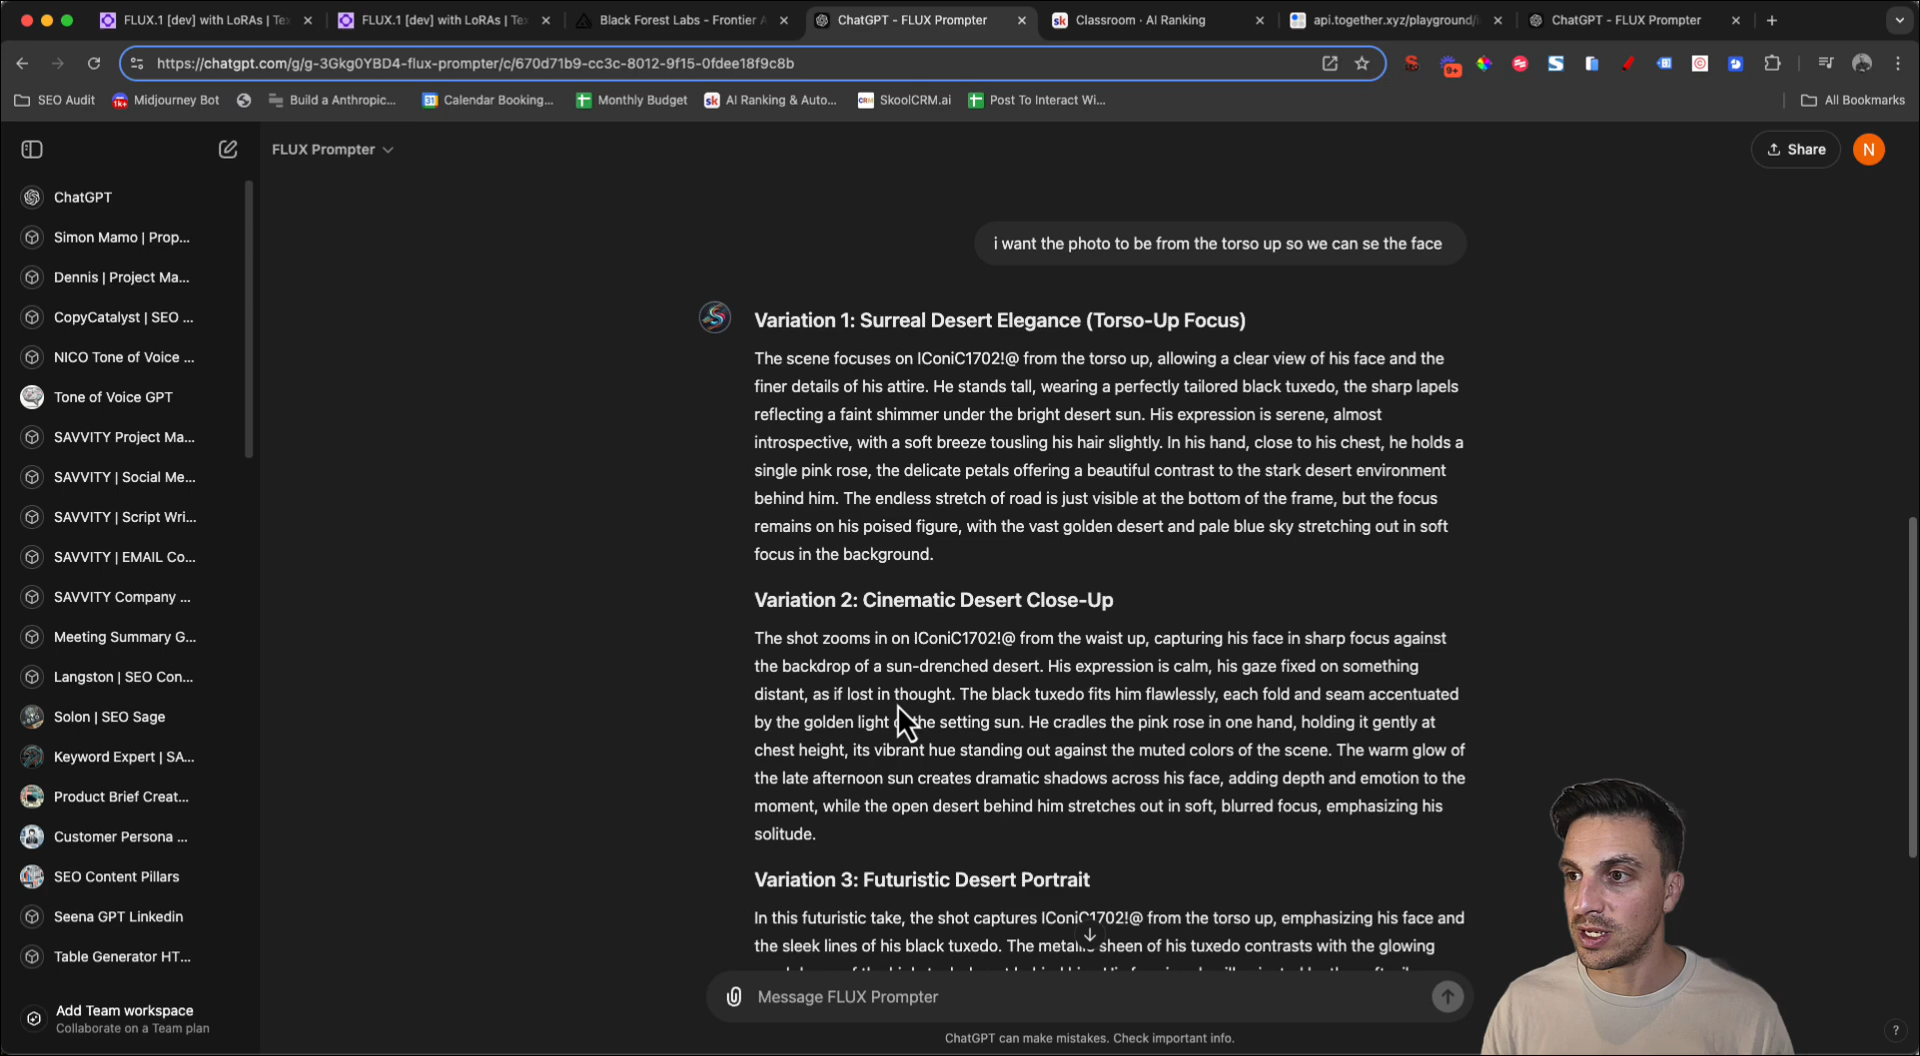 FLUX.1 [dev] with LoRAs | Tex
FLUX.1 [dev] with LoRAs | Tex
Black Forest Labs - Frontier A
ChatGPT - FLUX Prompter
Classroom · AI Ranking
api.together.xyz/playground/i
ChatGPT - FLUX Prompter
https://chatgpt.com/g/g-3Gkg0YBD4-flux-prompter/c/670d71b9-cc3c-8012-9f15-0fdee18f9c8b
9+
SEO Audit
1K+
Midjourney Bot
Build a Anthropic...
31
Calendar Booking...
Monthly Budget
sk
AI Ranking & Auto...
CRM
SkoolCRM.ai
Post To Interact Wi...
All Bookmarks
FLUX Prompter
Share
N
ChatGPT
Simon Mamo | Prop...
Dennis | Project Ma...
CopyCatalyst | SEO ...
NICO Tone of Voice ...
Tone of Voice GPT
SAVVITY Project Ma...
SAVVITY | Social Me...
SAVVITY | Script Wri...
SAVVITY | EMAIL Co...
SAVVITY Company ...
Meeting Summary G...
Langston | SEO Con...
Solon | SEO Sage
Keyword Expert | SA...
Product Brief Creat...
Customer Persona ...
SEO Content Pillars
Seena GPT Linkedin
Table Generator HT...
Add Team workspace
Collaborate on a Team plan
i want the photo to be from the torso up so we can se the face
Variation 1: Surreal Desert Elegance (Torso-Up Focus)
The scene focuses on IConiC1702!@ from the torso up, allowing a clear view of his face and the
finer details of his attire. He stands tall, wearing a perfectly tailored black tuxedo, the sharp lapels
reflecting a faint shimmer under the bright desert sun. His expression is serene, almost
introspective, with a soft breeze tousling his hair slightly. In his hand, close to his chest, he holds a
single pink rose, the delicate petals offering a beautiful contrast to the stark desert environment
behind him. The endless stretch of road is just visible at the bottom of the frame, but the focus
remains on his poised figure, with the vast golden desert and pale blue sky stretching out in soft
focus in the background.
Variation 2: Cinematic Desert Close-Up
The shot zooms in on IConiC1702!@ from the waist up, capturing his face in sharp focus against
the backdrop of a sun-drenched desert. His expression is calm, his gaze fixed on something
distant, as if lost in thought. The black tuxedo fits him flawlessly, each fold and seam accentuated
by the golden light the setting sun. He cradles the pink rose in one hand, holding it gently at
chest height, its vibrant hue standing out against the muted colors of the scene. The warm glow of
the late afternoon sun creates dramatic shadows across his face, adding depth and emotion to the
moment, while the open desert behind him stretches out in soft, blurred focus, emphasizing his
solitude.
Variation 3: Futuristic Desert Portrait
In this futuristic take, the shot captures IConiC1702!@ from the torso up, emphasizing his face and
the sleek lines of his black tuxedo. The metallic sheen of his tuxedo contrasts with the glowing
Message FLUX Prompter
ChatGPT can make mistakes. Check important info.
?